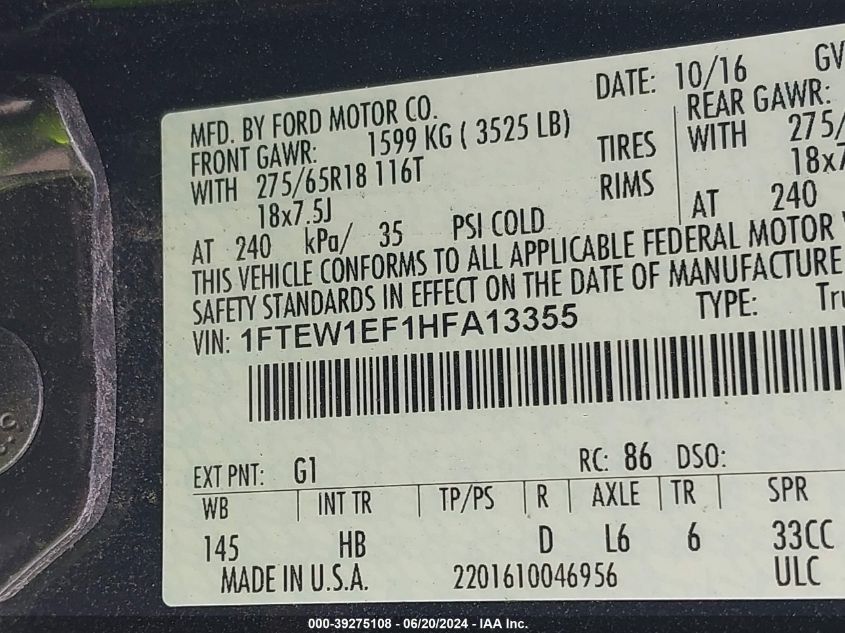 DATE: 10/16 GV
MFD. BY FORD MOTOR CO.
FRONT GAWR: 1599 KG ( 3525 LB) REAR GAWR:
WITH 275/65R18 116T TIRES WITH 275/
18x7.5J RIMS 18x7
AT 240 kPa/ 35 PSI COLD AT 240
THIS VEHICLE CONFORMS TO ALL APPLICABLE FEDERAL MOTOR
SAFETY STANDARDS IN EFFECT ON THE DATE OF MANUFACTURE
VIN: 1FTEW1EF1HFA13355 TYPE: Tru
EXT PNT: G1 RC: 86 DSO:
WB INT TR TP/PS R AXLE TR SPR
145 HB D L6 6 33CC
MADE IN U.S.A. 2201610046956 ULC
000-39275108 - 06/20/2024 - IAA Inc.